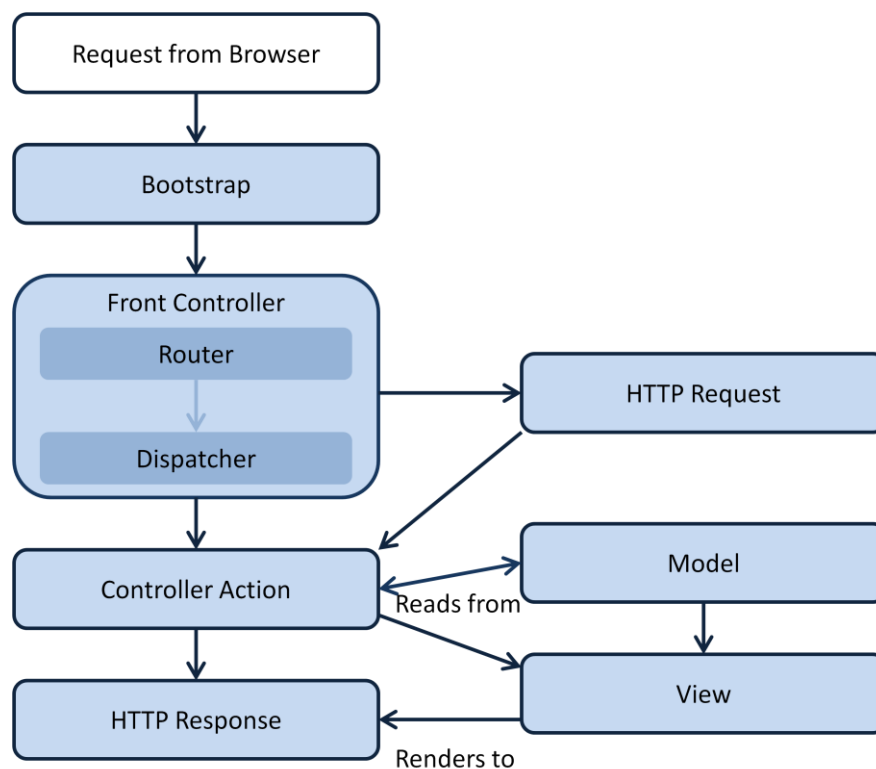 Request from Browser
Bootstrap
Front Controller
Router
Dispatcher
HTTP Request
Controller Action
Reads from
Model
HTTP Response
View
Renders to